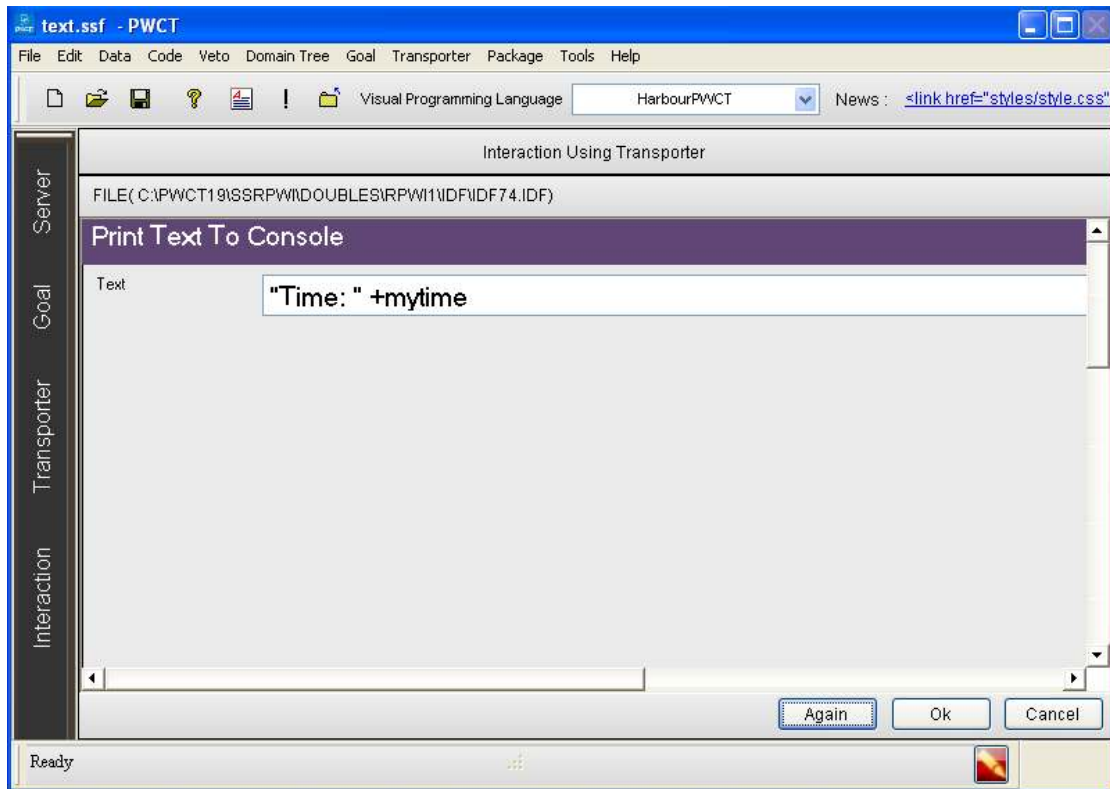 text.ssf - PWCT
File Edit Data Code Veto Domain Tree Goal Transporter Package Tools Help
Visual Programming Language HarbourPWCT News : <link href="styles/style.css"
Interaction Using Transporter
FILE( C:\PWCT19\SSRPWI\DOUBLES\RPWI1\IDF\IDF74.IDF)
Print Text To Console
Text "Time: " +mytime
Server
Goal
Transporter
Interaction
Again Ok Cancel
Ready